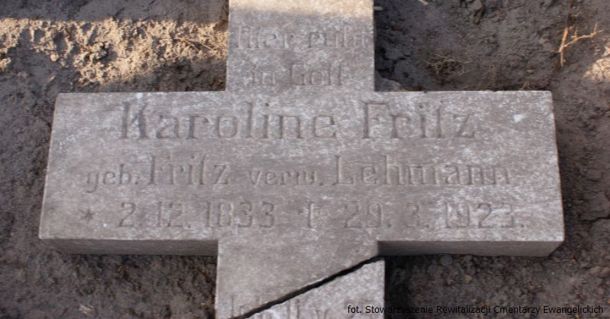 Hier ruht
in Gott
Karoline Fritz
geb. Fritz verw. Lehmann
* 2.12.1833 † 29.3.1923.
fot. Stowarzyszenie Rewitalizacji Cmentarzy Ewangelickich